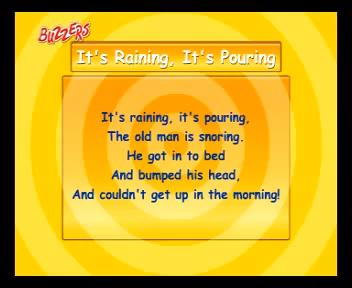 BUZZERS
It's Raining, It's Pouring
It's raining, it's pouring,
The old man is snoring.
He got in to bed
And bumped his head,
And couldn't get up in the morning!